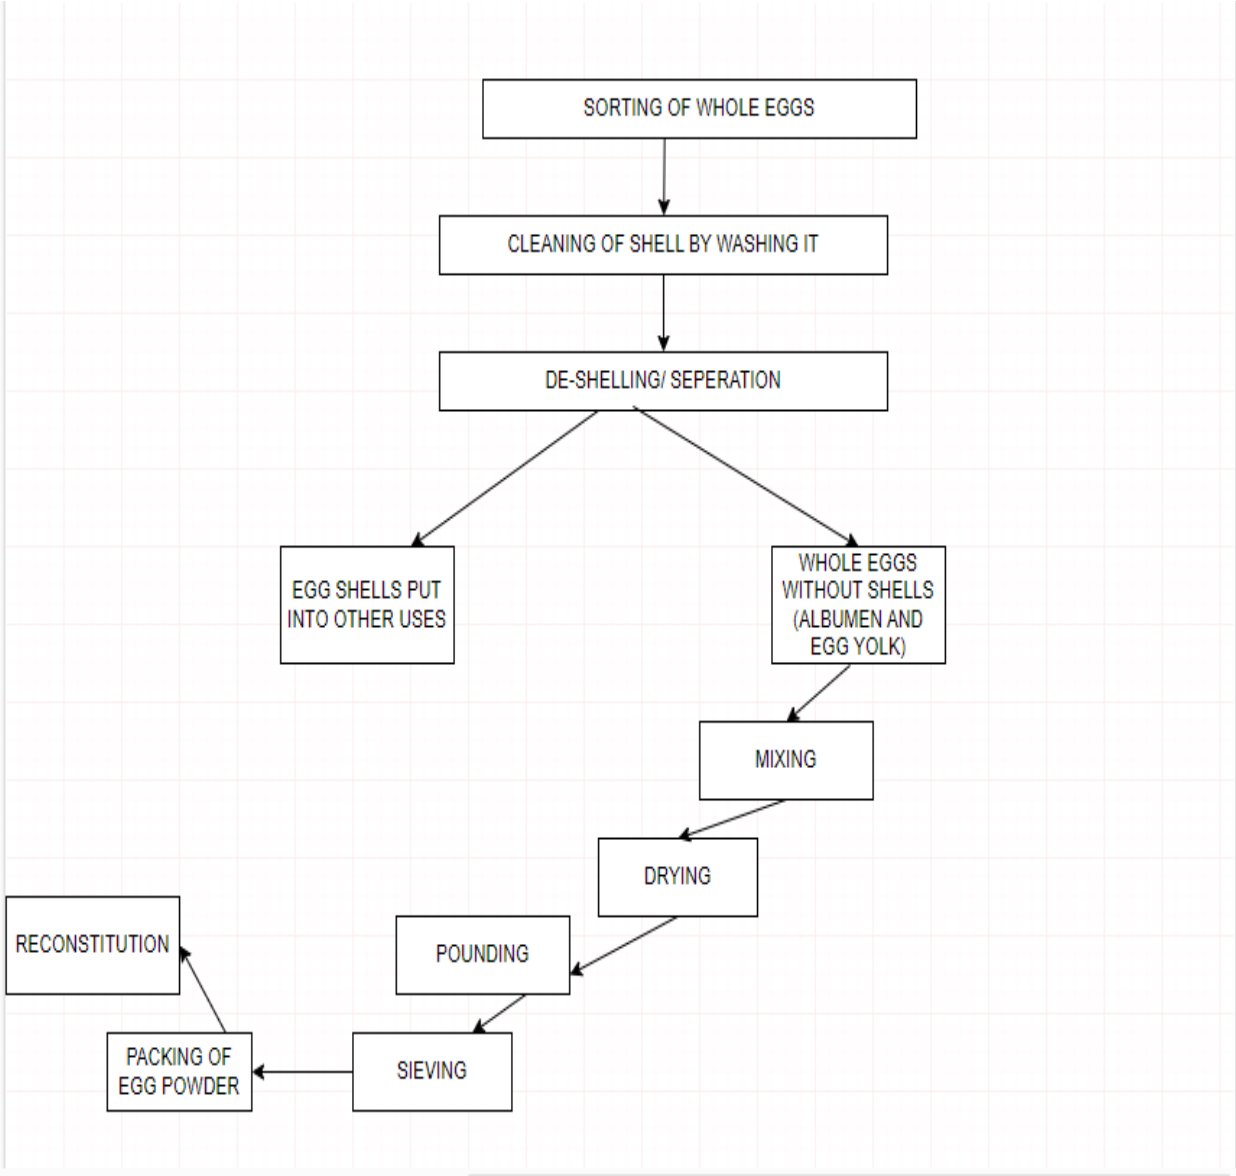 SORTING OF WHOLE EGGS
CLEANING OF SHELL BY WASHING IT
DE-SHELLING/ SEPERATION
EGG SHELLS PUT
INTO OTHER USES
WHOLE EGGS
WITHOUT SHELLS
(ALBUMEN AND
EGG YOLK)
MIXING
DRYING
POUNDING
SIEVING
PACKING OF
EGG POWDER
RECONSTITUTION